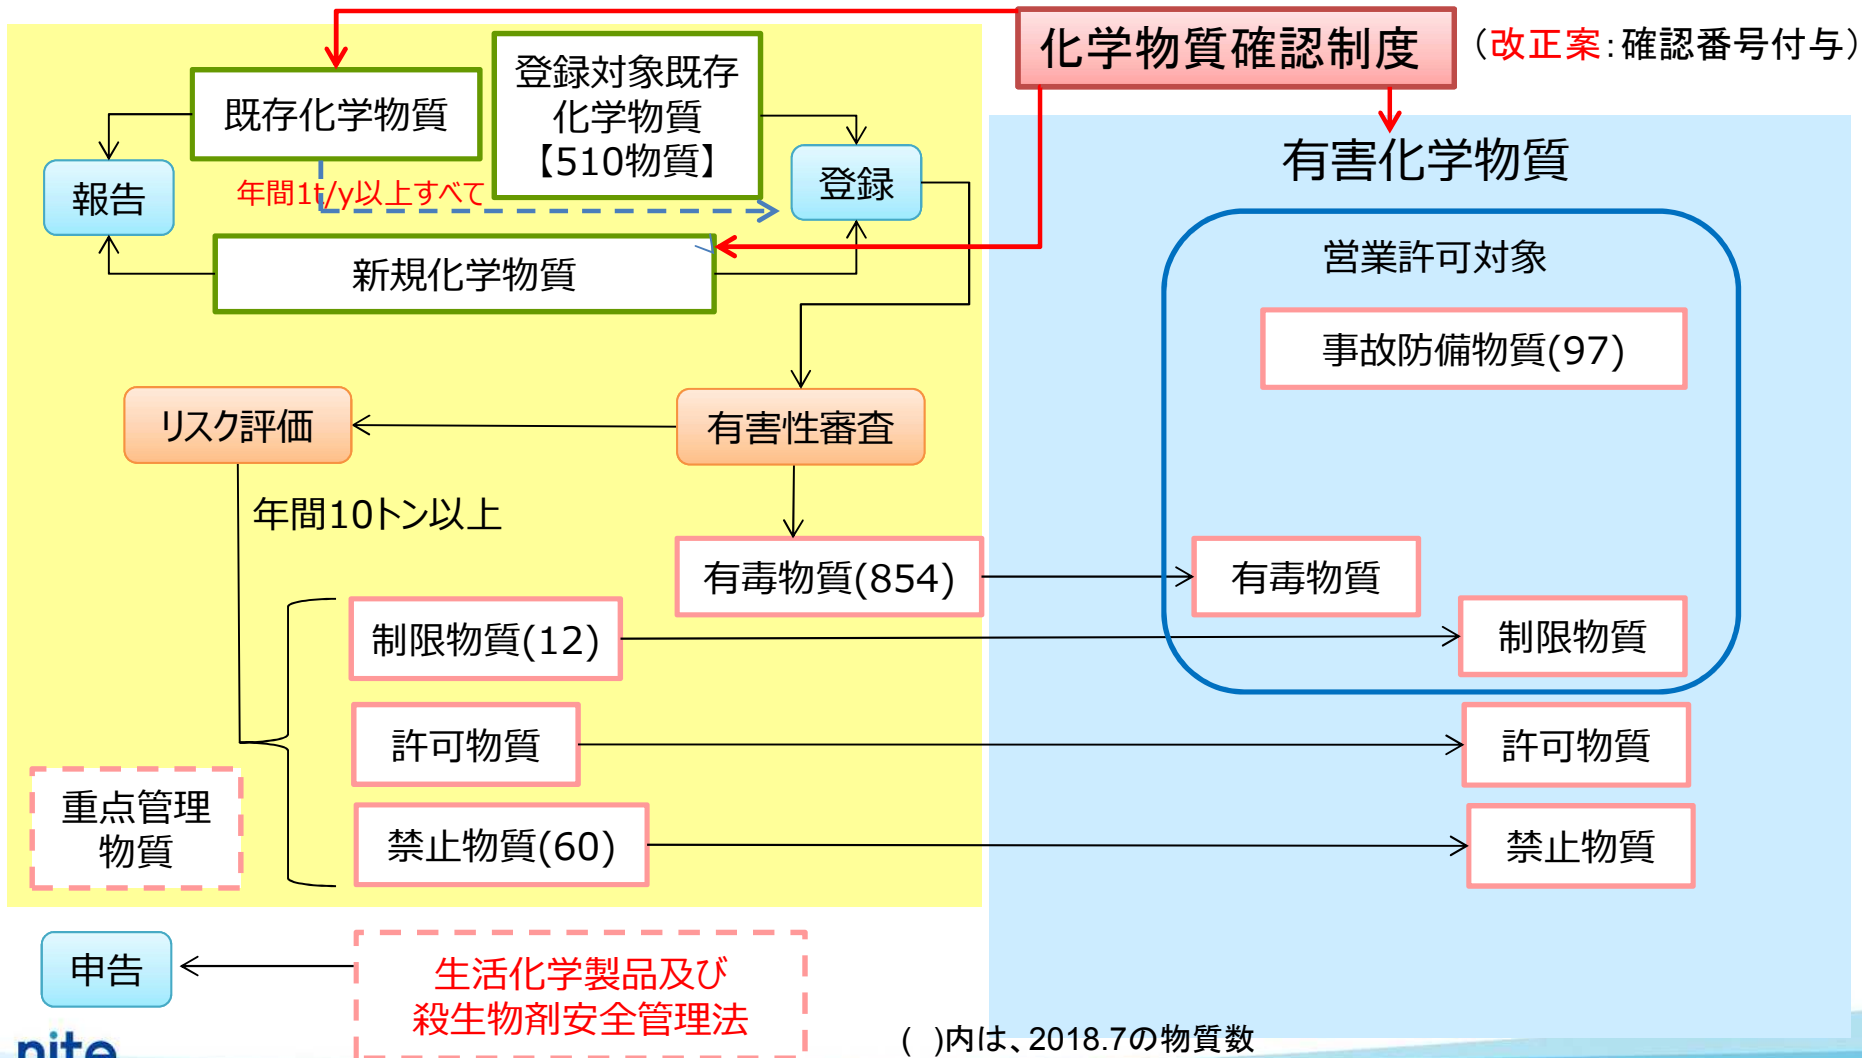 化学物質確認制度
（改正案：確認番号付与）
既存化学物質
登録対象既存
化学物質
【510物質】
報告
年間1t/y以上すべて
登録
新規化学物質
有害化学物質
営業許可対象
事故防備物質(97)
リスク評価
有害性審査
年間10トン以上
有毒物質(854)
有毒物質
制限物質(12)
制限物質
許可物質
許可物質
重点管理
物質
禁止物質(60)
禁止物質
申告
生活化学製品及び
殺生物剤安全管理法
(　)内は、2018.7の物質数
nite